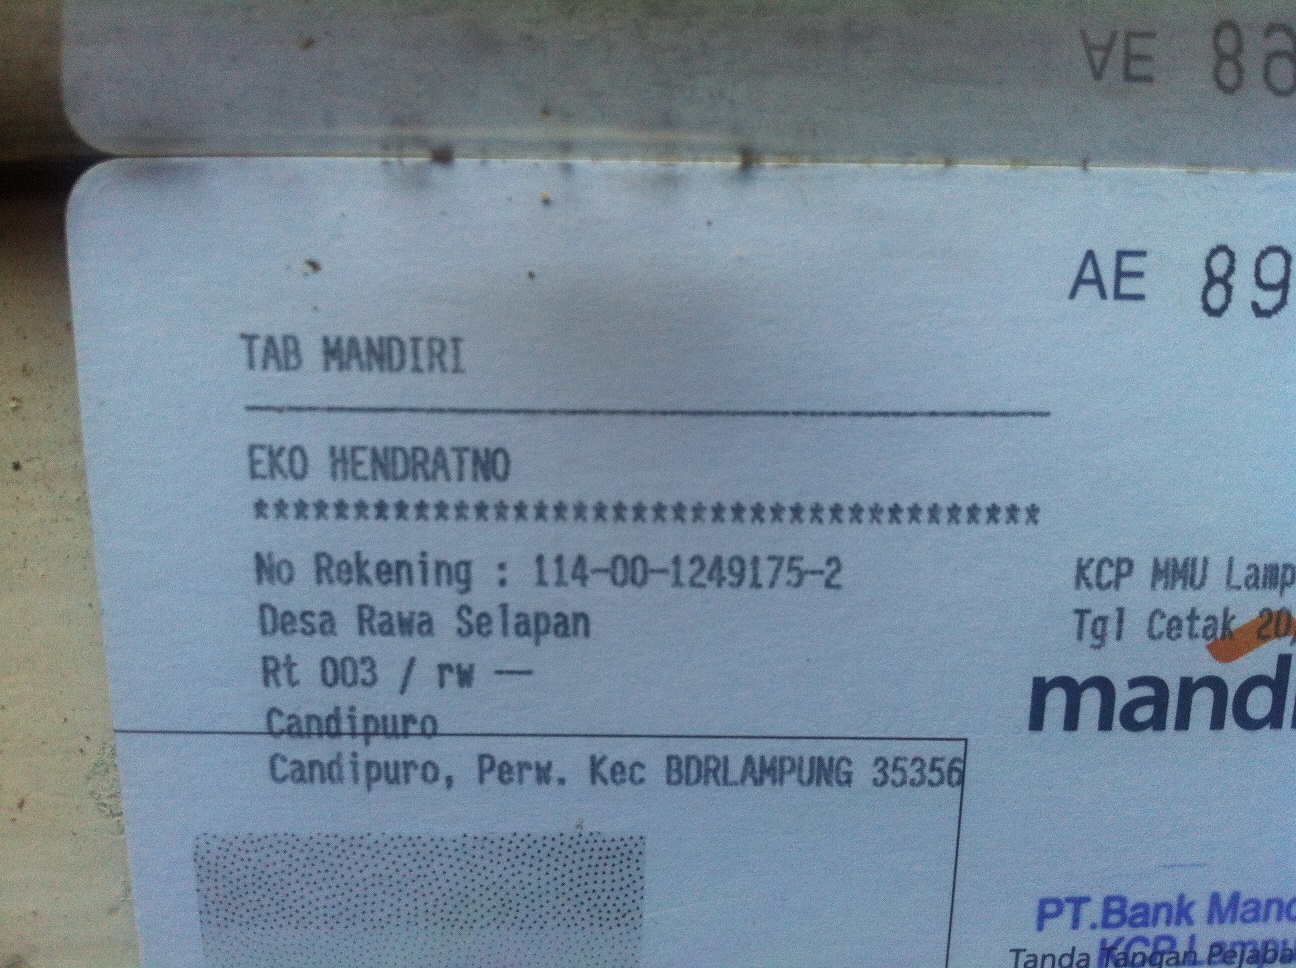 AE 89
AE 89
TAB MANDIRI
EKO HENDRATNO
****************************************
No Rekening : 114-00-1249175-2
Desa Rawa Selapan
Rt 003 / rw --
Candipuro
Candipuro, Perw. Kec BDRLAMPUNG 35356
KCP MMU Lamp
Tgl Cetak 20/
mandi
PT.Bank Mand
KCP Lampu
Tanda Tangan Pejaba